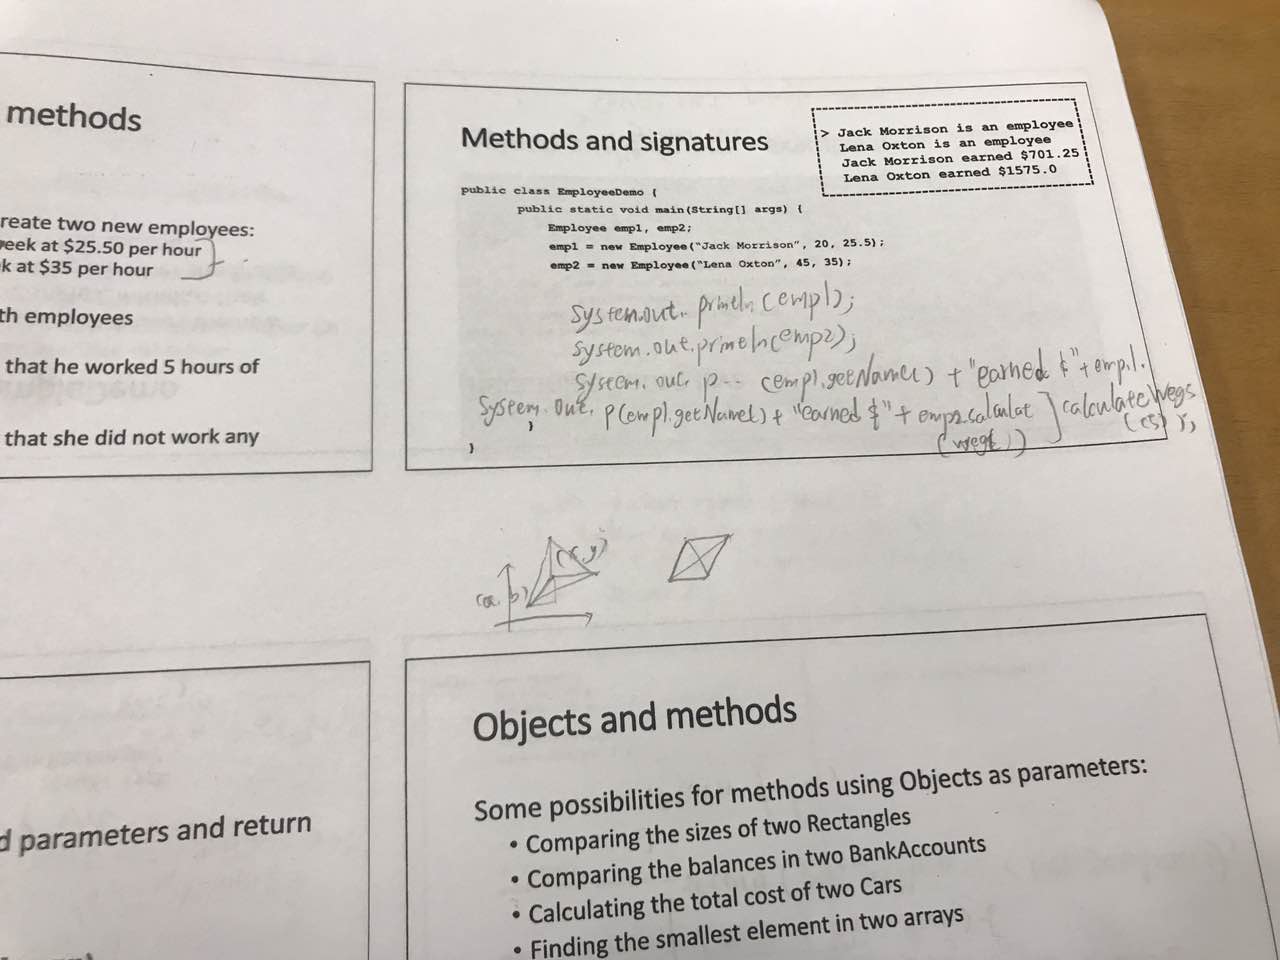 methods
reate two new employees:
eek at $25.50 per hour
k at $35 per hour
th employees
that he worked 5 hours of
that she did not work any
Methods and signatures
> Jack Morrison is an employee
Lena Oxton is an employee
Jack Morrison earned $701.25
Lena Oxton earned $1575.0
public class EmployeeDemo {
public static void main(String[] args) {
Employee emp1, emp2;
emp1 = new Employee("Jack Morrison", 20, 25.5);
emp2 = new Employee("Lena Oxton", 45, 35);
System.out. println(emp1);
System.out.println(emp2);
System. out. p-- (emp1.getName() + "earned $" + emp1.
calculate
System. out. p(emp1.getName() + "earned $" + emp2.calculat
}
}
(a, b)
(x, y)
d parameters and return
Objects and methods
Some possibilities for methods using Objects as parameters:
• Comparing the sizes of two Rectangles
• Comparing the balances in two BankAccounts
• Calculating the total cost of two Cars
• Finding the smallest element in two arrays